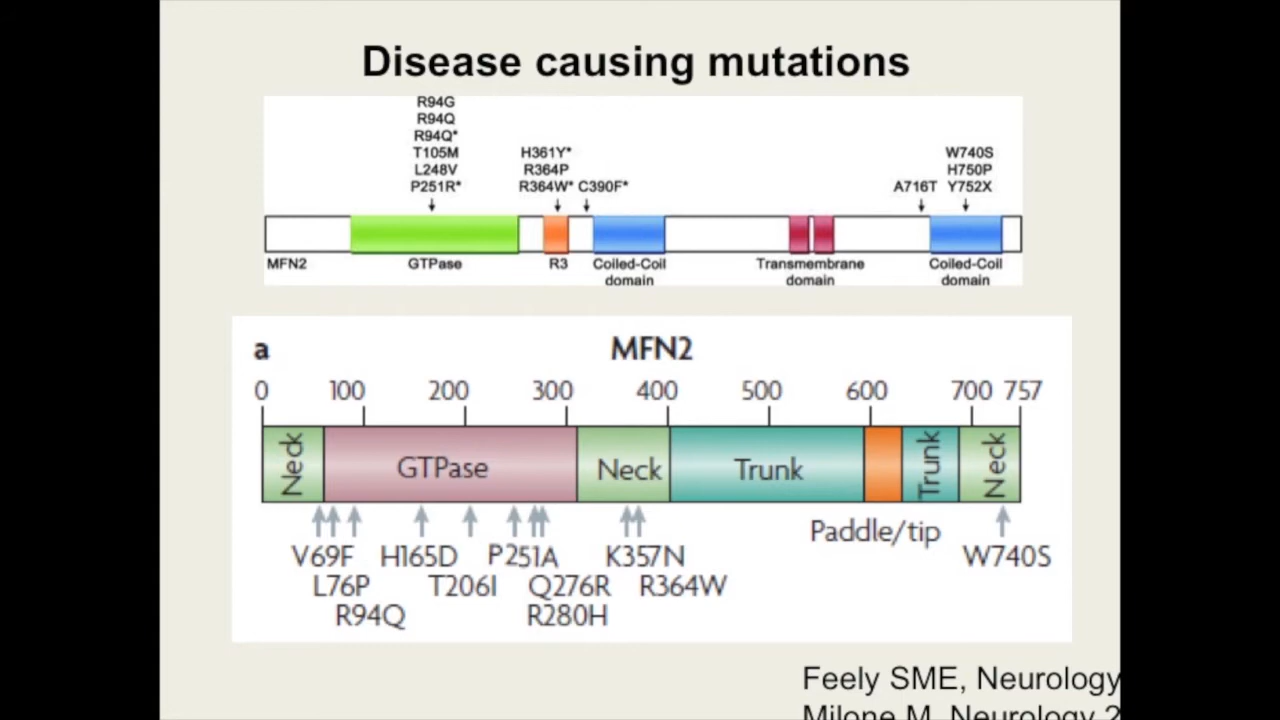 Disease causing mutations
R94G
R94Q
R94Q*
T105M
L248V
P251R*
H361Y*
R364P
R364W*
C390F*
A716T
W740S
H750P
Y752X
MFN2
GTPase
R3
Coiled-Coil
domain
Transmembrane
domain
Coiled-Coil
domain
a
MFN2
0 100 200 300 400 500 600 700 757
Neck GTPase Neck Trunk Trunk Neck
Paddle/tip
V69F H165D P251A K357N W740S
L76P T206I Q276R R364W
R94Q R280H
Feely SME, Neurology
Milone M, Neurology 2